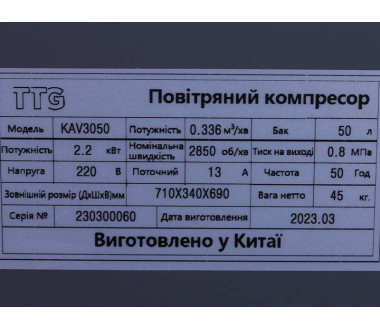 TTG Повітряний компресор
Модель KAV3050 Потужність 0.336 м³/хв Бак 50 л
Потужність 2.2 кВт Номінальна швидкість 2850 об/хв Тиск на виході 0.8 МПа
Напруга 220 В Поточний 13 А Частота 50 Год
Зовнішній розмір (ДхШхВ)мм 710X340X690 Вага нетто 45 кг.
Серія № 230300060 Дата виготовлення 2023.03
Виготовлено у Китаї